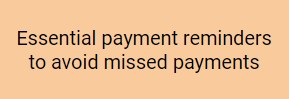 Essential payment reminders
to avoid missed payments